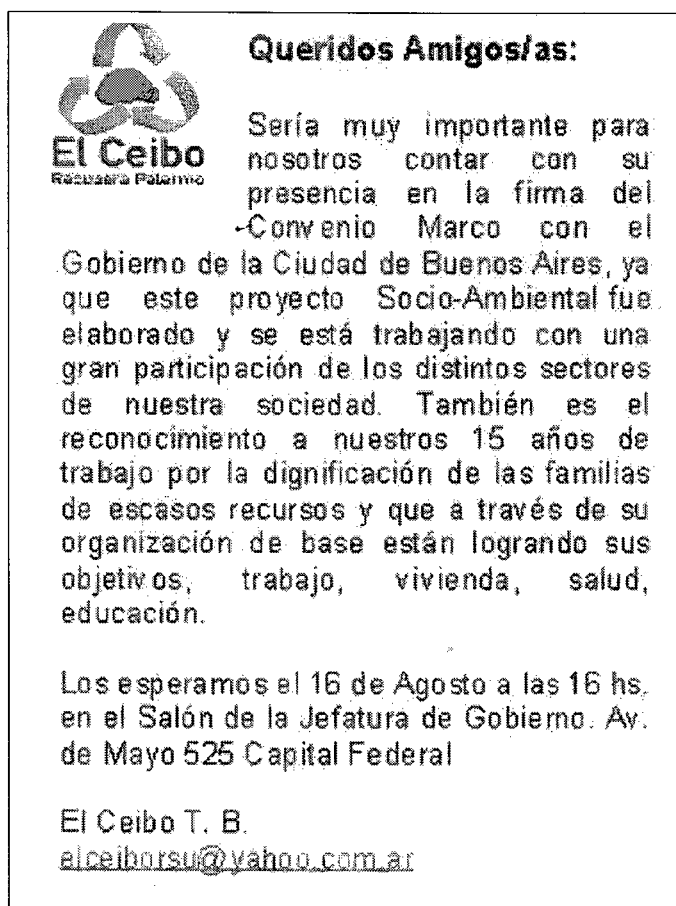 Queridos Amigos/as:
El Ceibo
Recupera Palermo
Sería muy importante para
nosotros contar con su
presencia en la firma del
Convenio Marco con el
Gobierno de la Ciudad de Buenos Aires, ya
que este proyecto Socio-Ambiental fue
elaborado y se está trabajando con una
gran participación de los distintos sectores
de nuestra sociedad. También es el
reconocimiento a nuestros 15 años de
trabajo por la dignificación de las familias
de escasos recursos y que a través de su
organización de base están logrando sus
objetivos, trabajo, vivienda, salud,
educación.
Los esperamos el 16 de Agosto a las 16 hs.
en el Salón de la Jefatura de Gobierno. Av.
de Mayo 525 Capital Federal
El Ceibo T. B.
elceiborsu@yahoo.com.ar